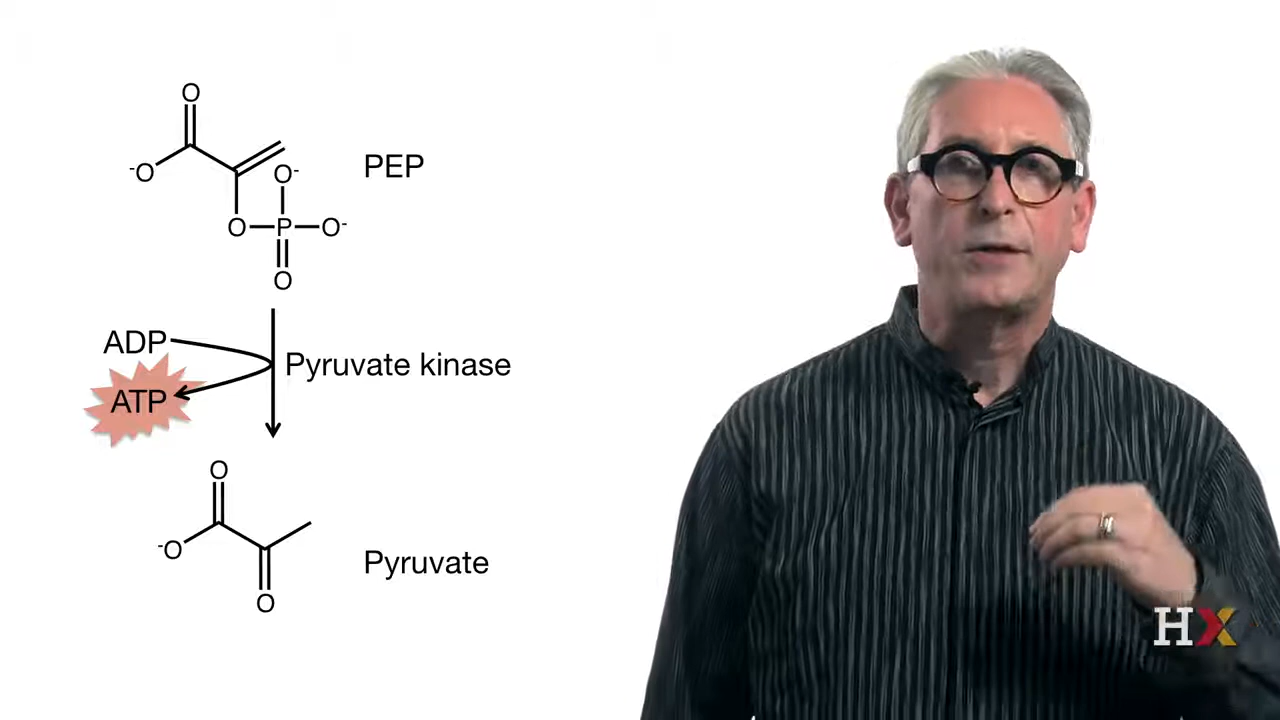 O
-O
PEP
O-
O P O-
O
ADP
Pyruvate kinase
ATP
O
-O
Pyruvate
O
HX